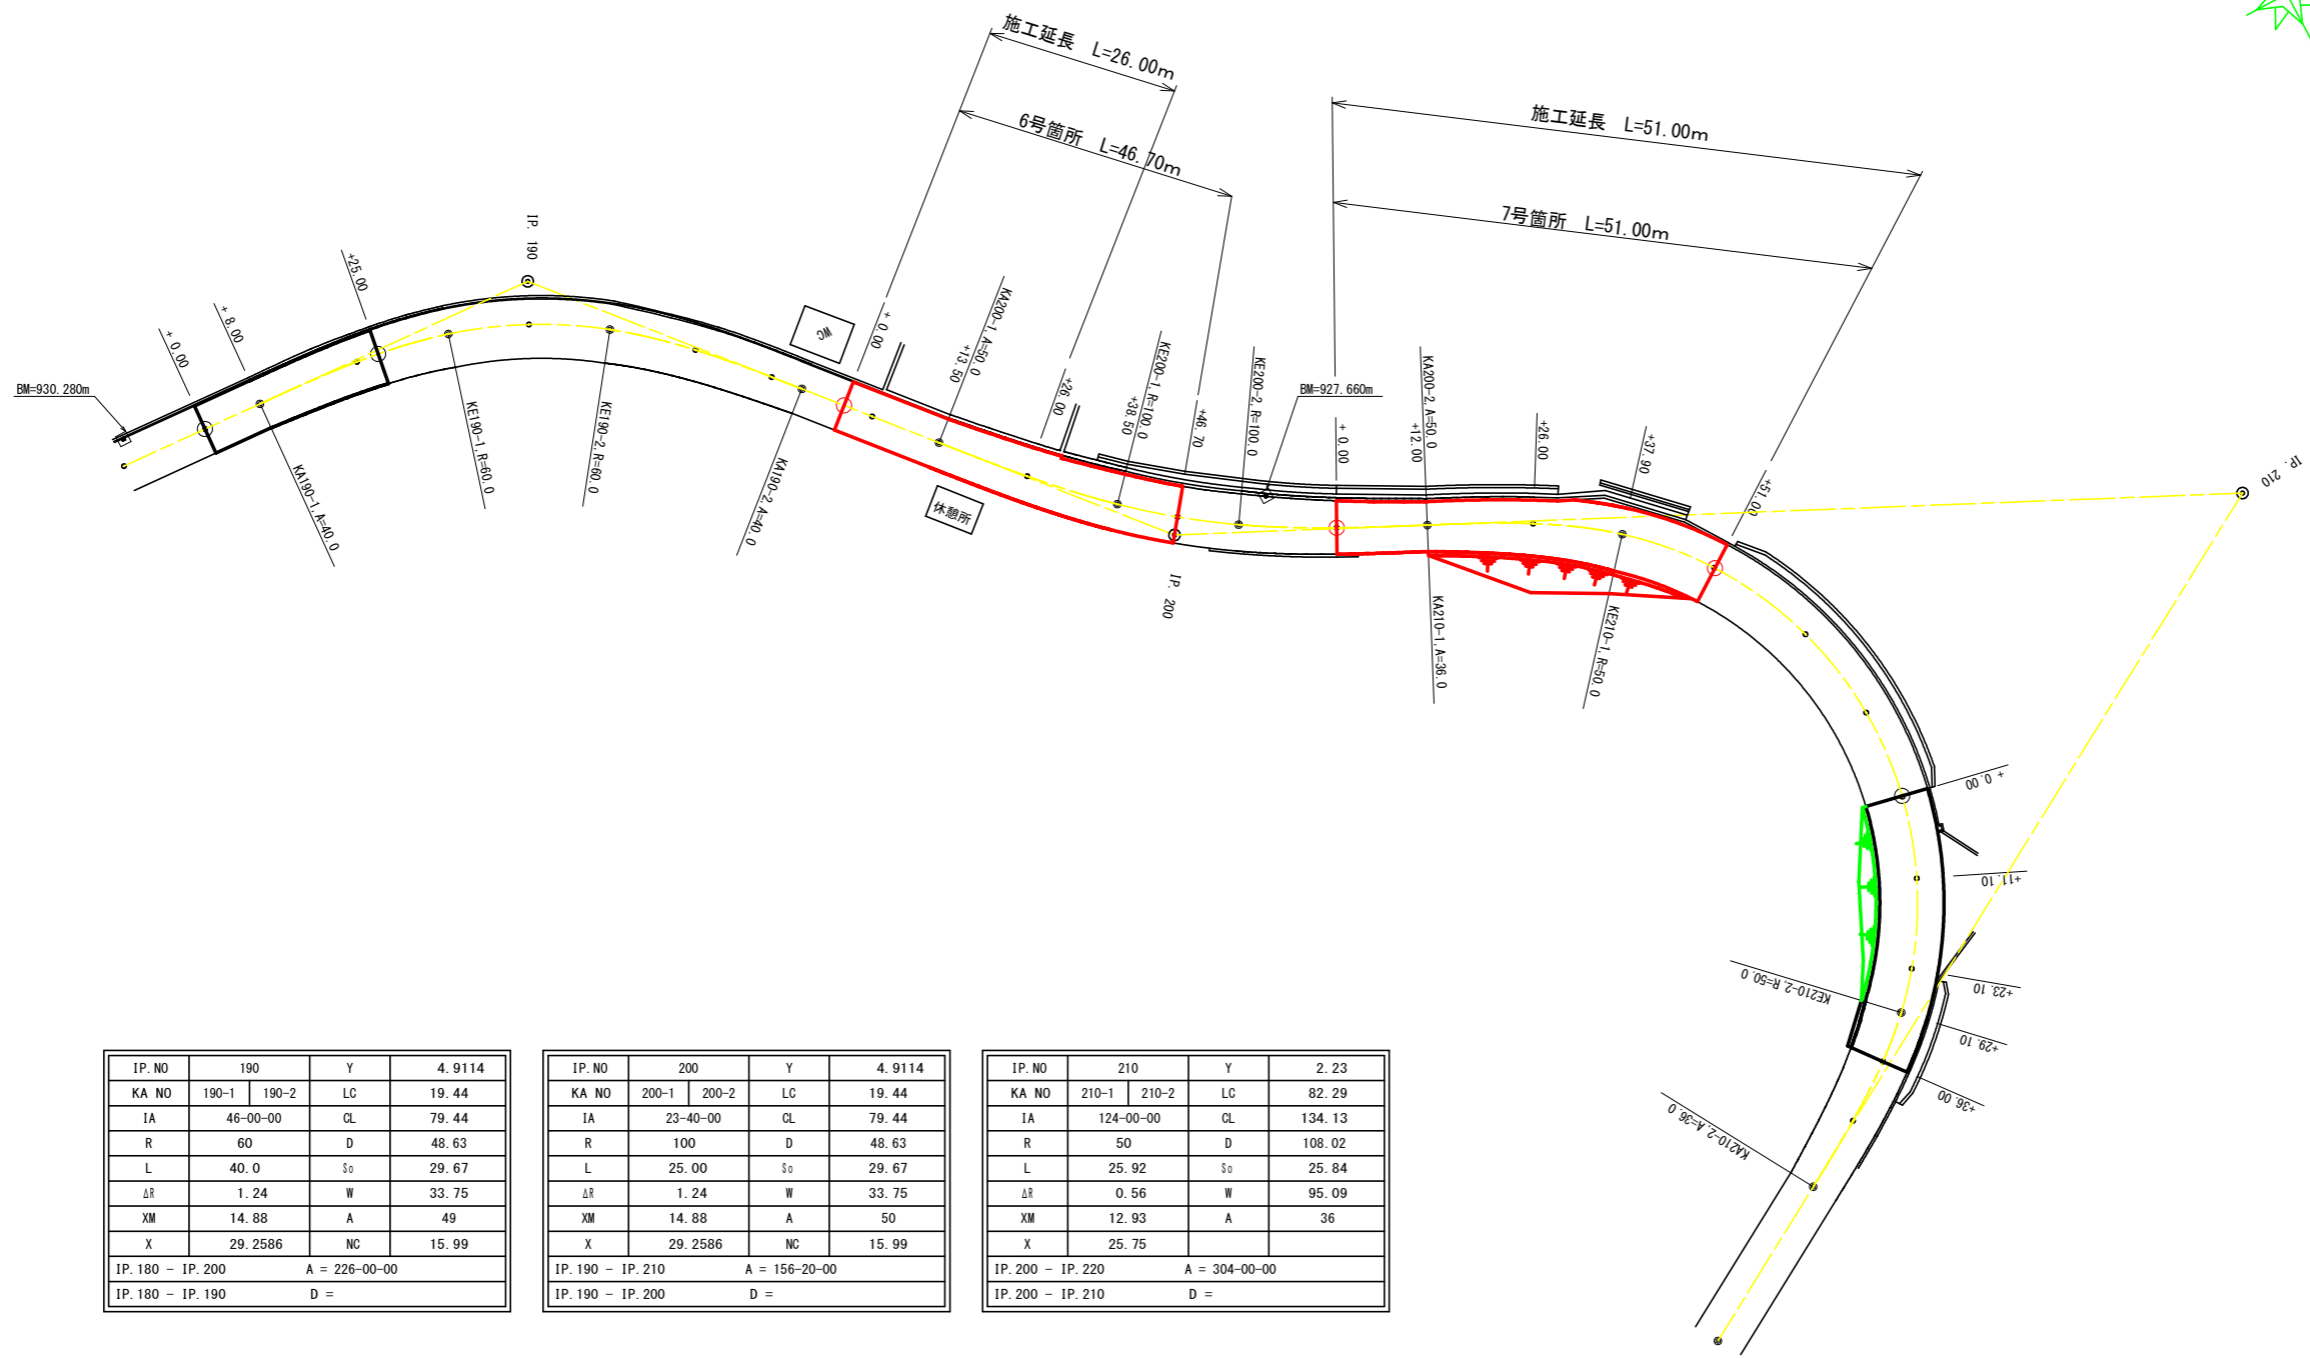 施工延長 L=26.00m
6号箇所 L=46.70m
施工延長 L=51.00m
7号箇所 L=51.00m
IP. 190
+25.00
+ 8.00
+ 0.00
BM=930.280m
KA190-1, A=40.0
KE190-1, R=60.0
KE190-2, R=60.0
KA190-2, A=40.0
WC
+ 0.00
KA200-1, A=50.0
+13.50
+26.00
KE200-1, R=100.0
+38.50
+46.70
KE200-2, R=100.0
BM=927.660m
+ 0.00
KA200-2, A=50.0
+12.00
+26.00
+37.90
+51.00
IP. 210
休憩所
IP. 200
KA210-1, A=36.0
KE210-1, R=50.0
+ 0.00
+11.10
KE210-2, R=50.0
+23.10
+29.10
+36.00
KA210-2, A=36.0
IP.NO 190 Y 4.9114
KA NO 190-1 190-2 LC 19.44
IA 46-00-00 CL 79.44
R 60 D 48.63
L 40.0 So 29.67
ΔR 1.24 W 33.75
XM 14.88 A 49
X 29.2586 NC 15.99
IP.180 - IP.200 A = 226-00-00
IP.180 - IP.190 D =
IP.NO 200 Y 4.9114
KA NO 200-1 200-2 LC 19.44
IA 23-40-00 CL 79.44
R 100 D 48.63
L 25.00 So 29.67
ΔR 1.24 W 33.75
XM 14.88 A 50
X 29.2586 NC 15.99
IP.190 - IP.210 A = 156-20-00
IP.190 - IP.200 D =
IP.NO 210 Y 2.23
KA NO 210-1 210-2 LC 82.29
IA 124-00-00 CL 134.13
R 50 D 108.02
L 25.92 So 25.84
ΔR 0.56 W 95.09
XM 12.93 A 36
X 25.75
IP.200 - IP.220 A = 304-00-00
IP.200 - IP.210 D =